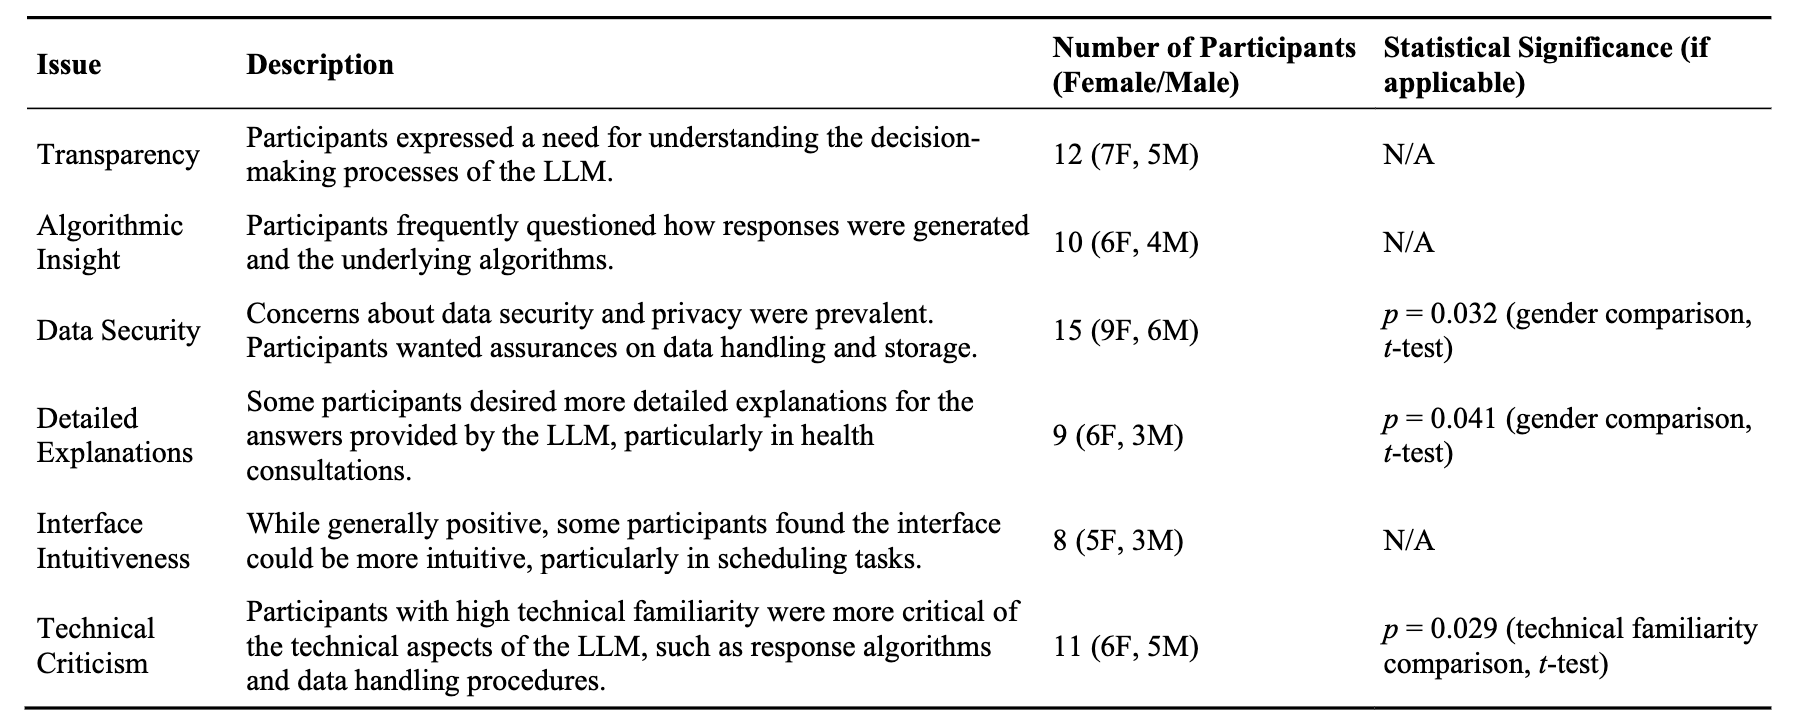 Issue
Description
Number of Participants
(Female/Male)
Statistical Significance (if
applicable)
Transparency
Participants expressed a need for understanding the decision-
making processes of the LLM.
12 (7F, 5M)
N/A
Algorithmic
Insight
Participants frequently questioned how responses were generated
and the underlying algorithms.
10 (6F, 4M)
N/A
Data Security
Concerns about data security and privacy were prevalent.
Participants wanted assurances on data handling and storage.
15 (9F, 6M)
p = 0.032 (gender comparison,
t-test)
Detailed
Explanations
Some participants desired more detailed explanations for the
answers provided by the LLM, particularly in health
consultations.
9 (6F, 3M)
p = 0.041 (gender comparison,
t-test)
Interface
Intuitiveness
While generally positive, some participants found the interface
could be more intuitive, particularly in scheduling tasks.
8 (5F, 3M)
N/A
Technical
Criticism
Participants with high technical familiarity were more critical of
the technical aspects of the LLM, such as response algorithms
and data handling procedures.
11 (6F, 5M)
p = 0.029 (technical familiarity
comparison, t-test)